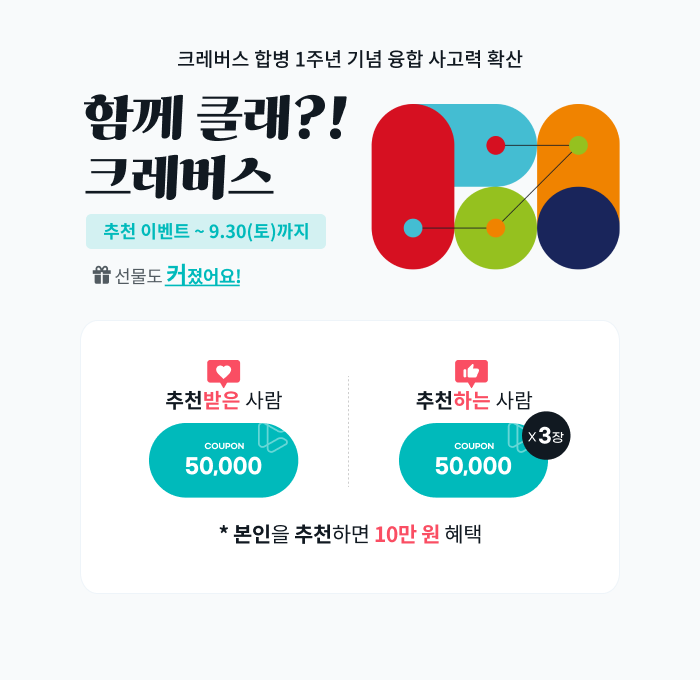 크레버스 합병 1주년 기념 융합 사고력 확산
함께 클래?!
크레버스
추천 이벤트 ~ 9.30(토)까지
선물도 커졌어요!
추천받은 사람
COUPON
50,000
추천하는 사람
COUPON
50,000
X3장
* 본인을 추천하면 10만 원 혜택